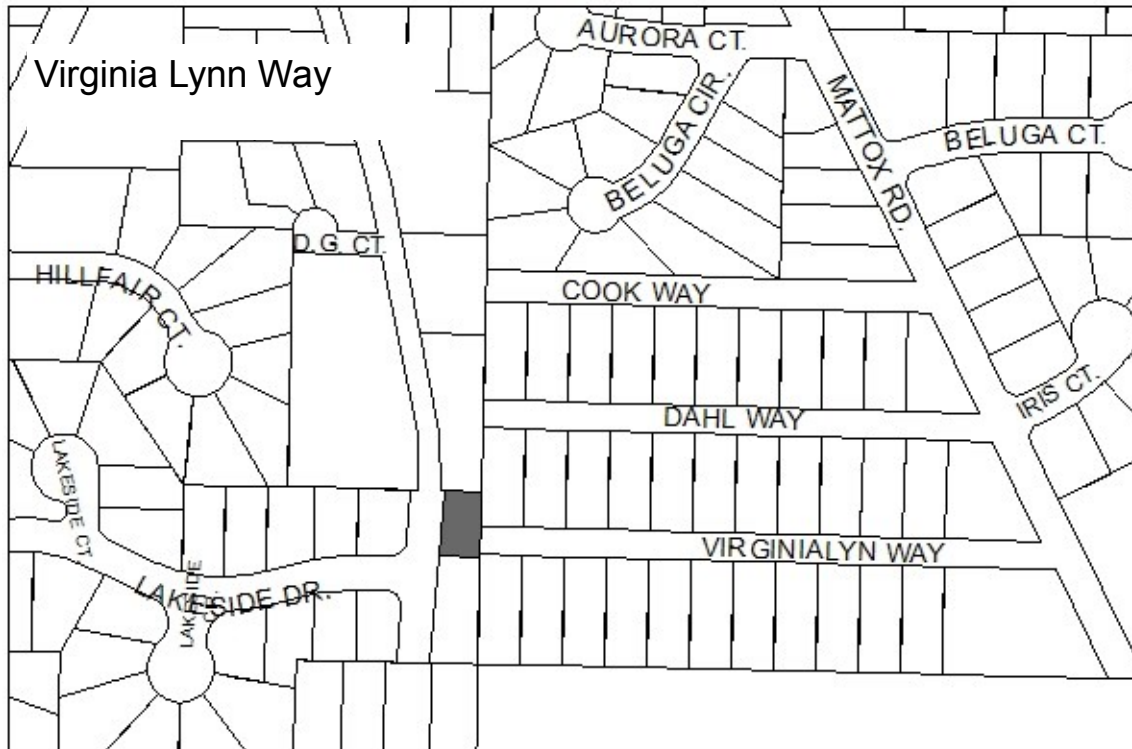 Virginia Lynn Way
AURORA CT.
BELUGA CIR.
MATTOX RD.
BELUGA CT.
D.G. CT.
HILLFAIR CT.
COOK WAY
IRIS CT.
DAHL WAY
LAKESIDE CT
VIRGINIALYN WAY
LAKESIDE
LAKESIDE DR.